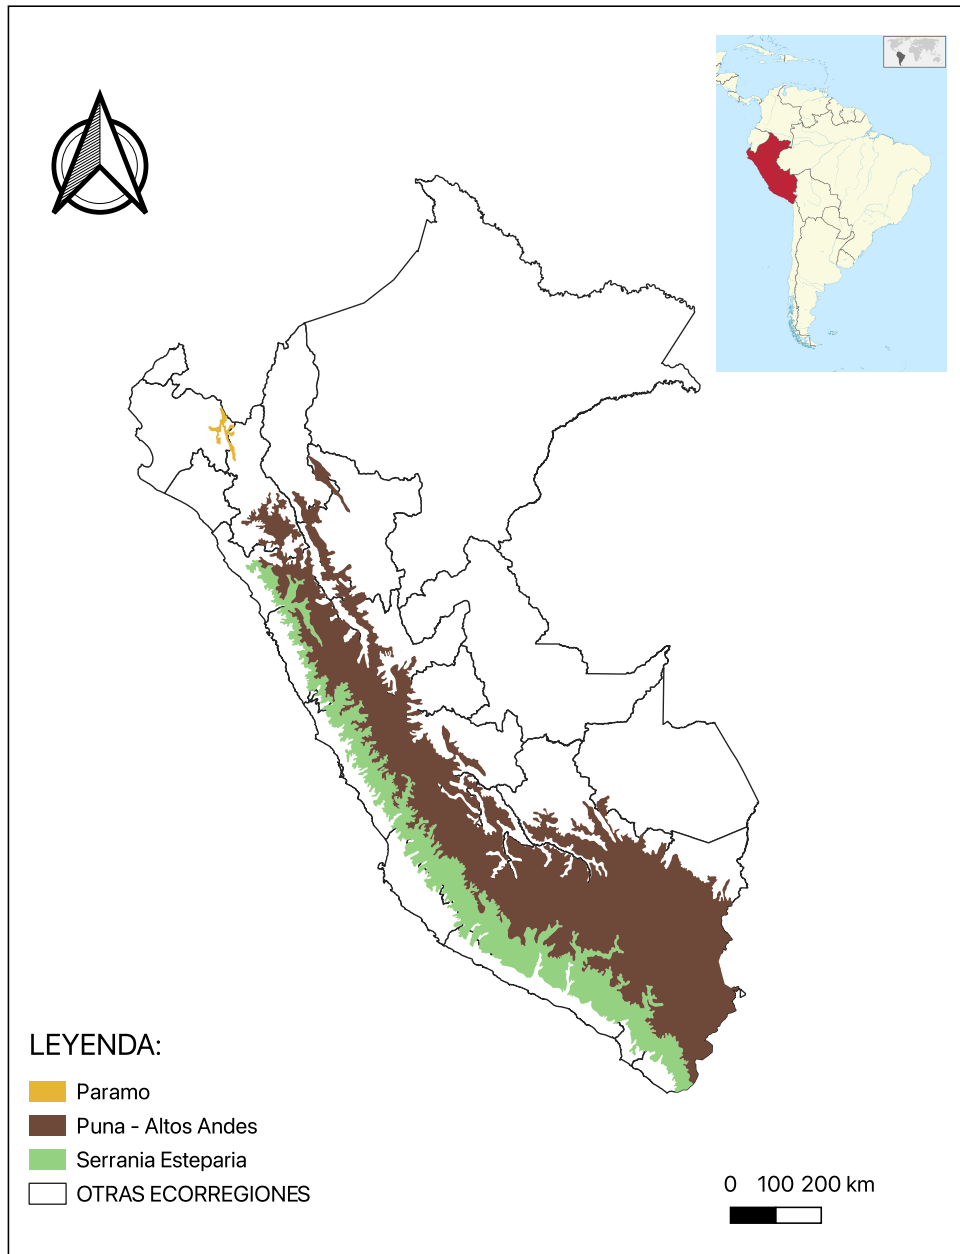 LEYENDA:
Paramo
Puna - Altos Andes
Serrania Esteparia
OTRAS ECORREGIONES
0 100 200 km